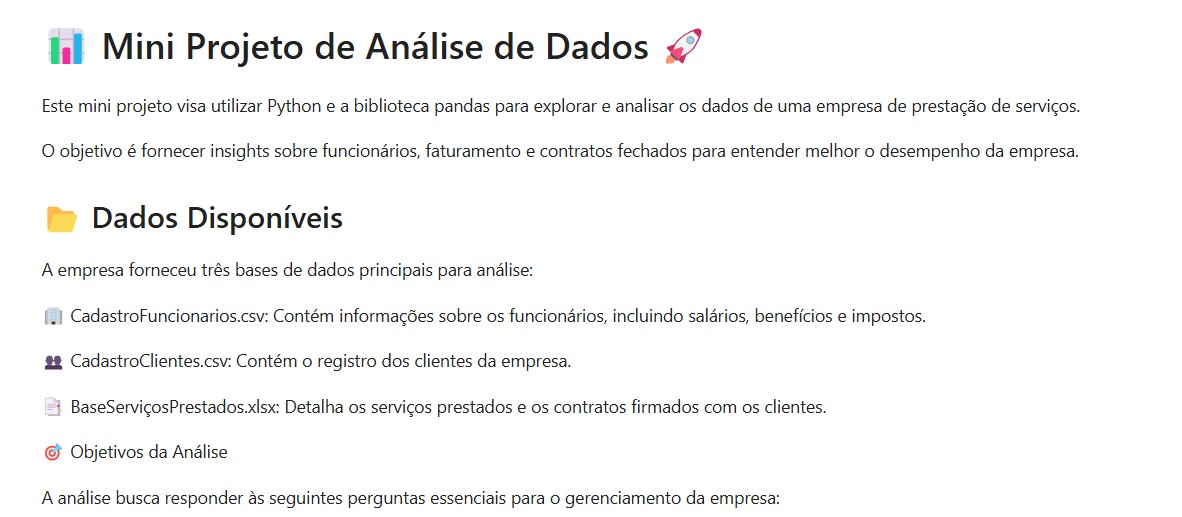 Mini Projeto de Análise de Dados
Este mini projeto visa utilizar Python e a biblioteca pandas para explorar e analisar os dados de uma empresa de prestação de serviços.
O objetivo é fornecer insights sobre funcionários, faturamento e contratos fechados para entender melhor o desempenho da empresa.
Dados Disponíveis
A empresa forneceu três bases de dados principais para análise:
CadastroFuncionarios.csv: Contém informações sobre os funcionários, incluindo salários, benefícios e impostos.
CadastroClientes.csv: Contém o registro dos clientes da empresa.
BaseServiçosPrestados.xlsx: Detalha os serviços prestados e os contratos firmados com os clientes.
Objetivos da Análise
A análise busca responder às seguintes perguntas essenciais para o gerenciamento da empresa: